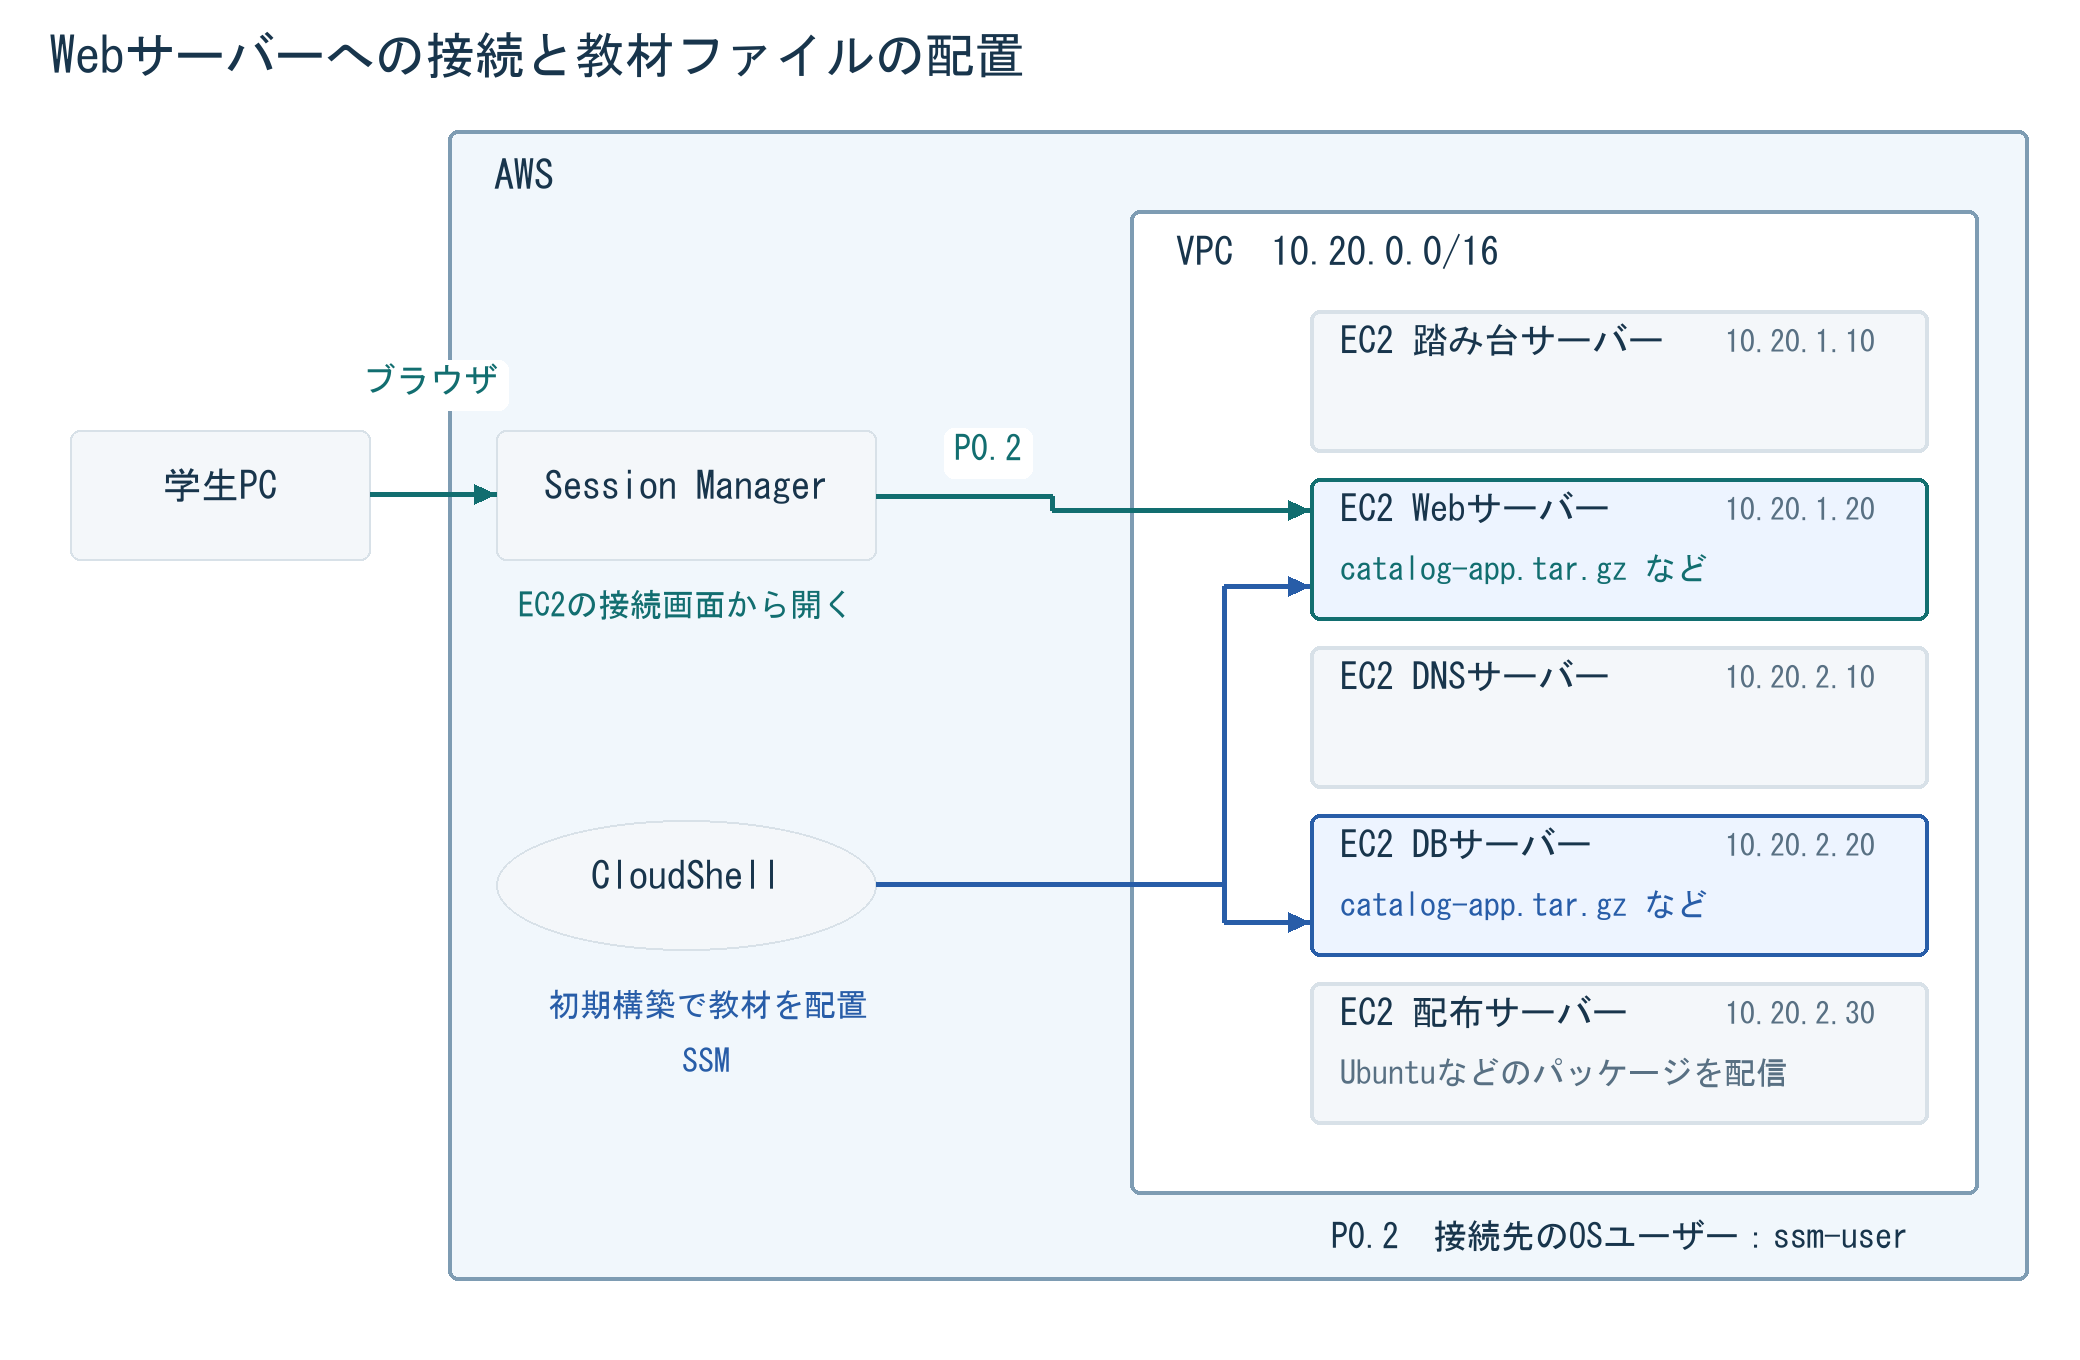 Webサーバーへの接続と教材ファイルの配置
AWS
VPC 10.20.0.0/16
EC2 踏み台サーバー 10.20.1.10
ブラウザ
学生PC
Session Manager
P0.2
EC2の接続画面から開く
EC2 Webサーバー 10.20.1.20
catalog-app.tar.gz など
EC2 DNSサーバー 10.20.2.10
CloudShell
初期構築で教材を配置
SSM
EC2 DBサーバー 10.20.2.20
catalog-app.tar.gz など
EC2 配布サーバー 10.20.2.30
Ubuntuなどのパッケージを配信
P0.2 接続先のOSユーザー：ssm-user